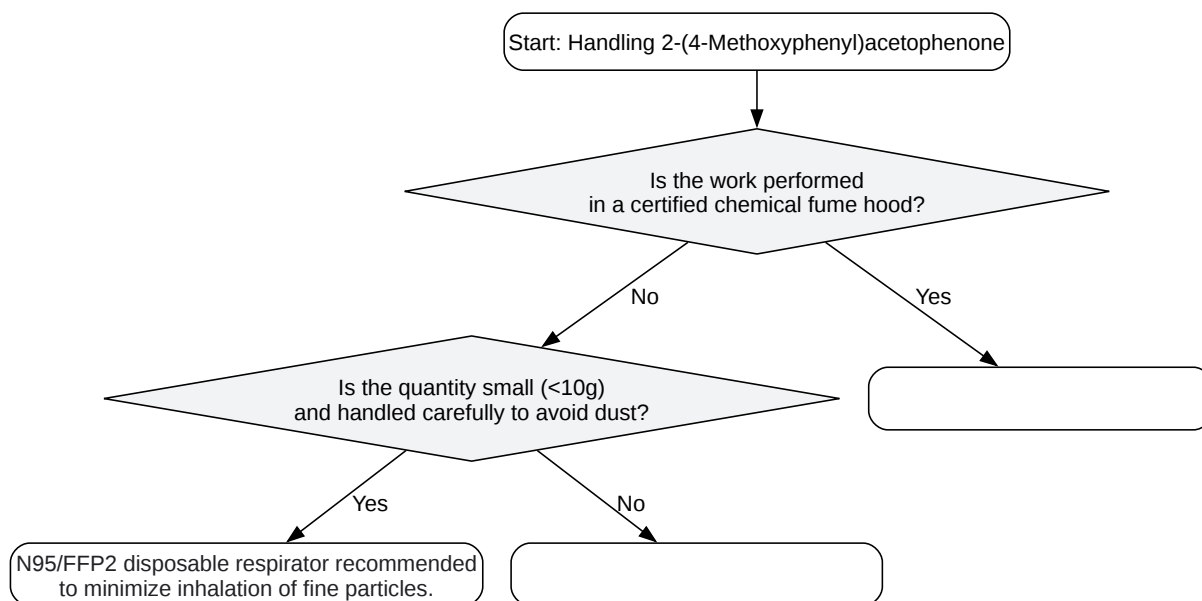 Start: Handling 2-(4-Methoxyphenyl)acetophenone
Is the work performed
in a certified chemical fume hood?
No
Yes
Is the quantity small (<10g)
and handled carefully to avoid dust?
Yes
No
N95/FFP2 disposable respirator recommended
to minimize inhalation of fine particles.